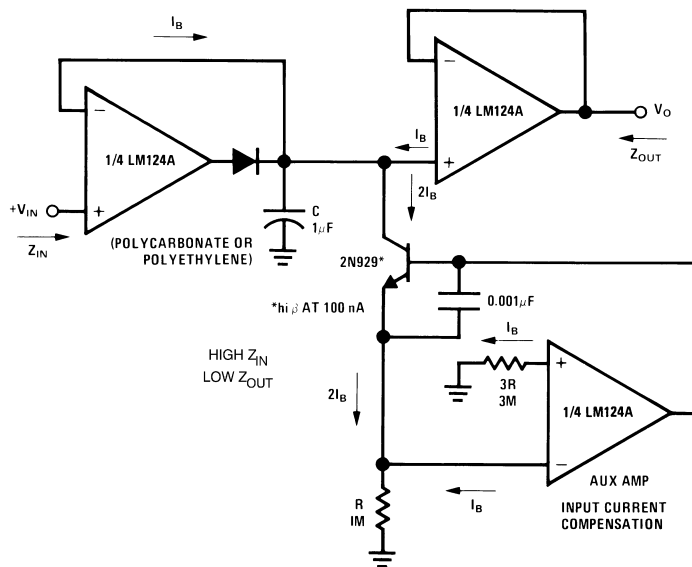 I_B
−
1/4 LM124A
+V_IN
+
Z_IN
(POLYCARBONATE OR
POLYETHYLENE)
C
1μF
−
1/4 LM124A
+
I_B
V_O
Z_OUT
2I_B
2N929*
*hi β AT 100 nA
0.001μF
HIGH Z_IN
LOW Z_OUT
I_B
3R
3M
+
1/4 LM124A
−
2I_B
I_B
R
1M
AUX AMP
INPUT CURRENT
COMPENSATION